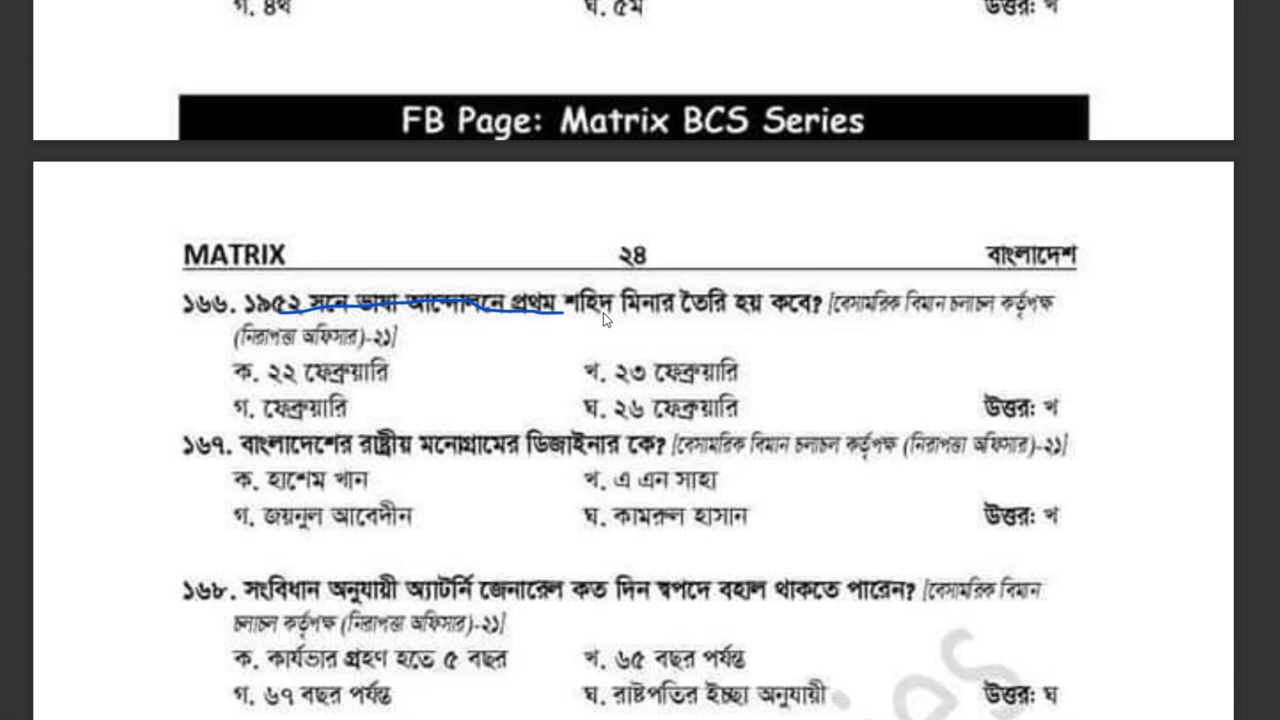 গ. ৪র্থ ঘ. ৫ম উত্তর: খ
FB Page: Matrix BCS Series
MATRIX ২৪ বাংলাদেশ
১৬৬. ১৯৫২ সনে ভাষা আন্দোলনে প্রথম শহিদ মিনার তৈরি হয় কবে? [বেসামরিক বিমান চলাচল কর্তৃপক্ষ
(নিরাপত্তা অফিসার)-২১]
ক. ২২ ফেব্রুয়ারি খ. ২৩ ফেব্রুয়ারি
গ. ফেব্রুয়ারি ঘ. ২৬ ফেব্রুয়ারি উত্তর: খ
১৬৭. বাংলাদেশের রাষ্ট্রীয় মনোগ্রামের ডিজাইনার কে? [বেসামরিক বিমান চলাচল কর্তৃপক্ষ (নিরাপত্তা অফিসার)-২১]
ক. হাশেম খান খ. এ এন সাহা
গ. জয়নুল আবেদীন ঘ. কামরুল হাসান উত্তর: খ
১৬৮. সংবিধান অনুযায়ী অ্যাটর্নি জেনারেল কত দিন স্বপদে বহাল থাকতে পারেন? [বেসামরিক বিমান
চলাচল কর্তৃপক্ষ (নিরাপত্তা অফিসার)-২১]
ক. কার্যভার গ্রহণ হতে ৫ বছর খ. ৬৫ বছর পর্যন্ত
গ. ৬৭ বছর পর্যন্ত ঘ. রাষ্টপতির ইচ্ছা অনুযায়ী উত্তর: ঘ